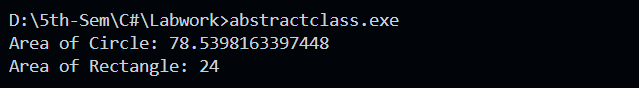 D:\5th-Sem\C#\Labwork>abstractclass.exe
Area of Circle: 78.5398163397448
Area of Rectangle: 24